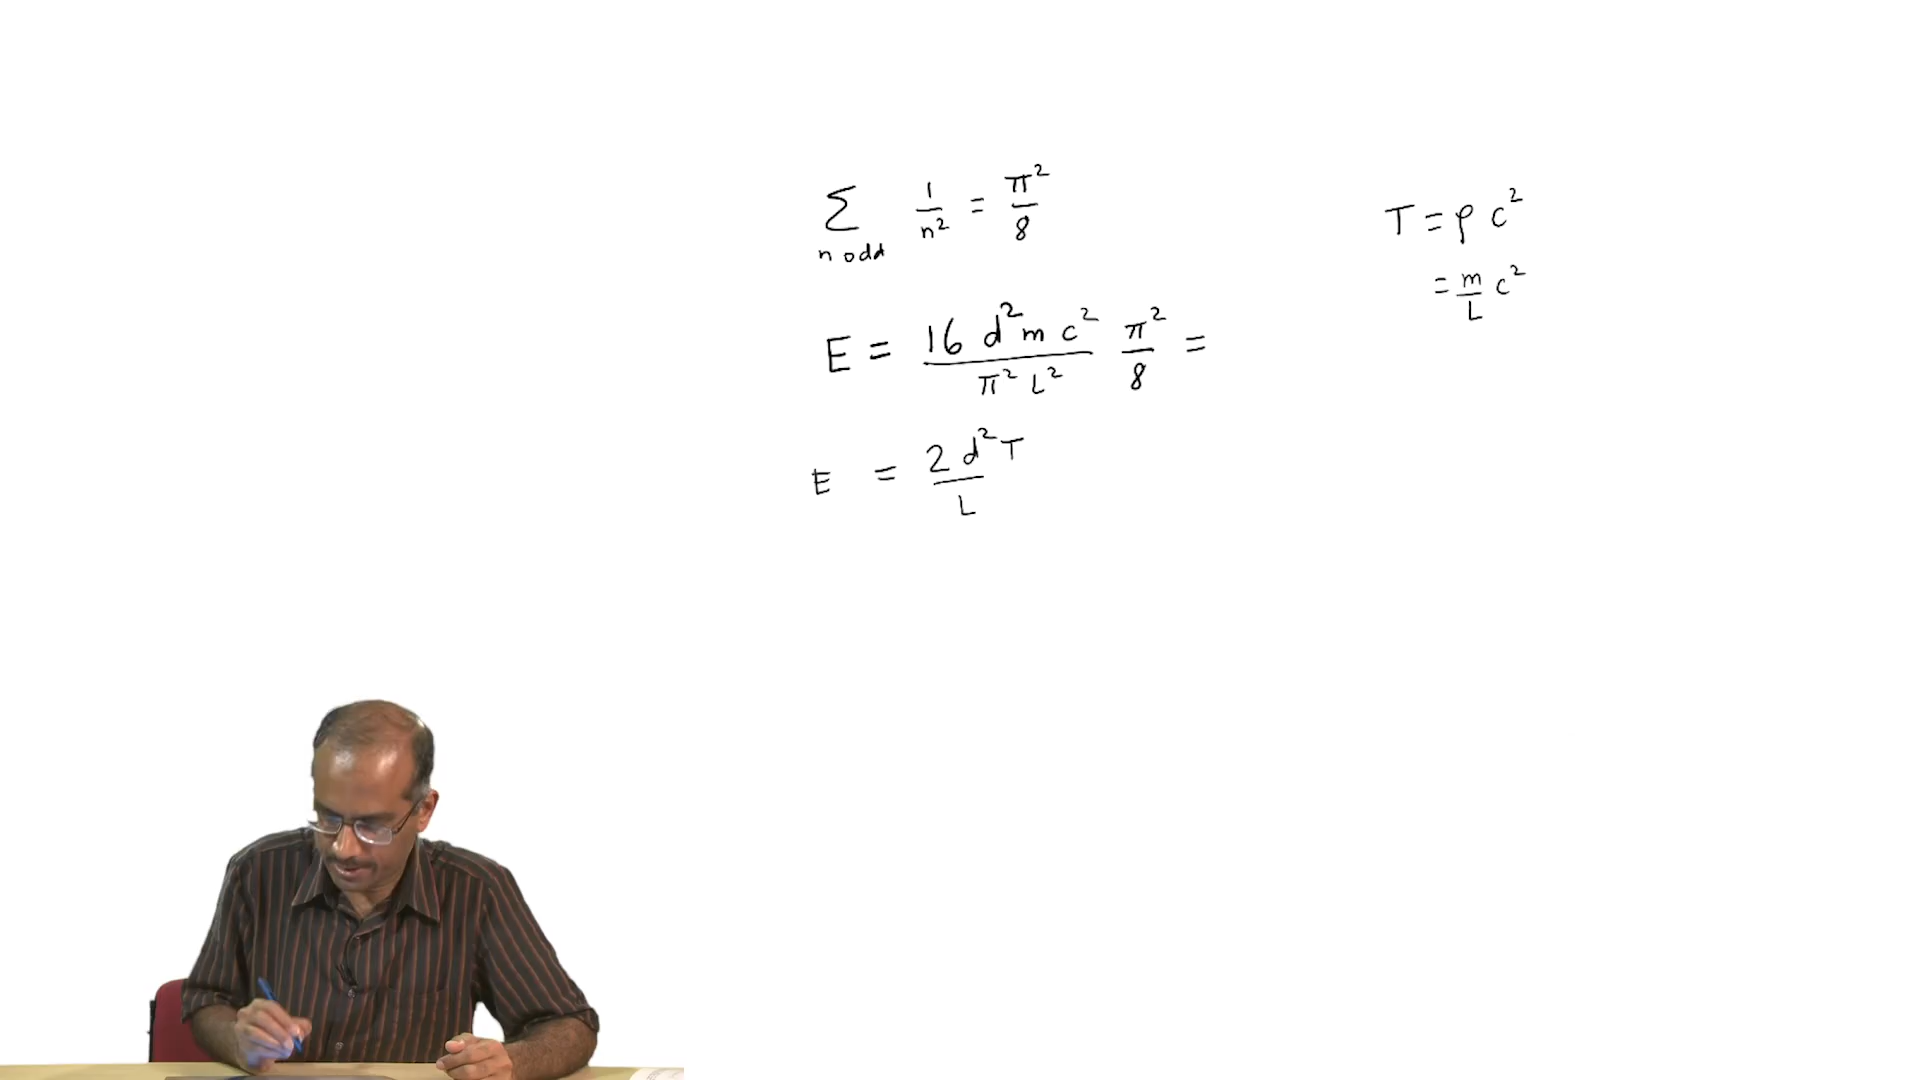 ∑ n odd 1/n² = π²/8
T = ρ c²
= m/L c²
E = 16 d² m c² / π² L² π²/8 =
E = 2 d² T / L